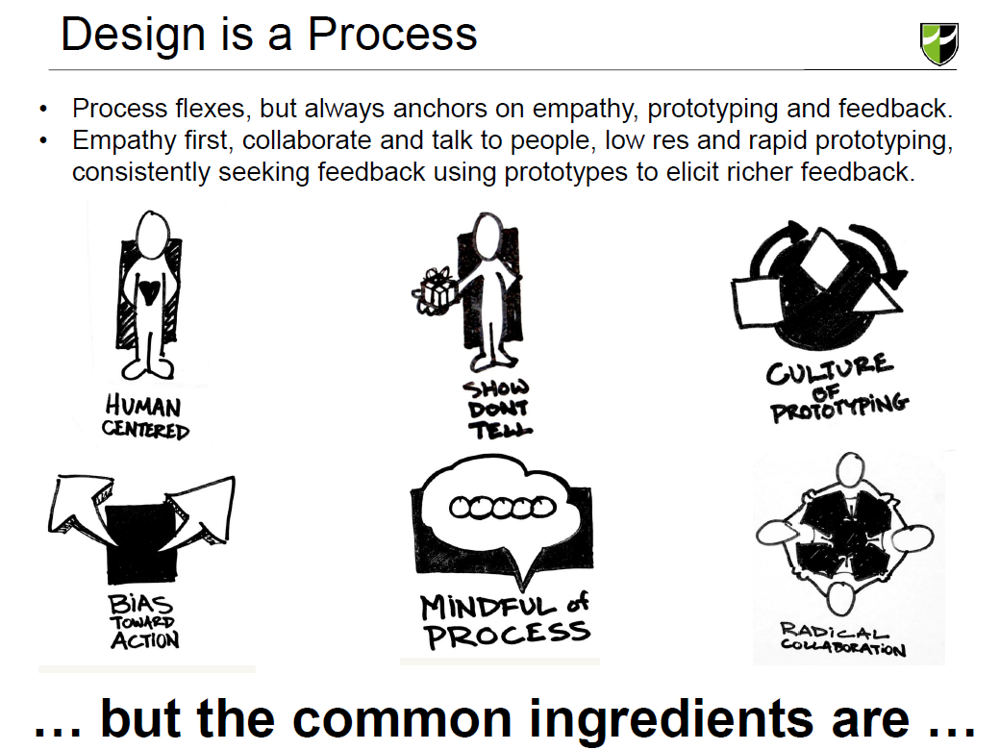 Design is a Process
• Process flexes, but always anchors on empathy, prototyping and feedback.
• Empathy first, collaborate and talk to people, low res and rapid prototyping,
consistently seeking feedback using prototypes to elicit richer feedback.
HUMAN
CENTERED
SHOW
DONT
TELL
CULTURE
OF
PROTOTYPING
BIAS
TOWARD
ACTION
MINDFUL of
PROCESS
RADICAL
COLLABORATION
… but the common ingredients are …